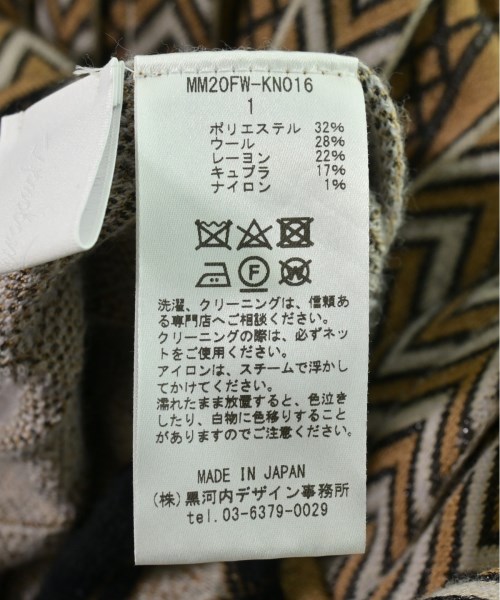 MM20FW-KN016
1
ポリエステル 32%
ウール 28%
レーヨン 22%
キュプラ 17%
ナイロン 1%
F
W
洗濯、クリーニングは、信頼あ
る専門店へご相談ください。
クリーニングの際は、必ずネッ
トをご使用ください。
アイロンは、スチームで浮かし
てかけてください。
濡れたまま放置すると、色泣き
したり、白物に色移りすること
がありますのでご注意ください。
MADE IN JAPAN
(株)黒河内デザイン事務所
tel.03-6379-0029